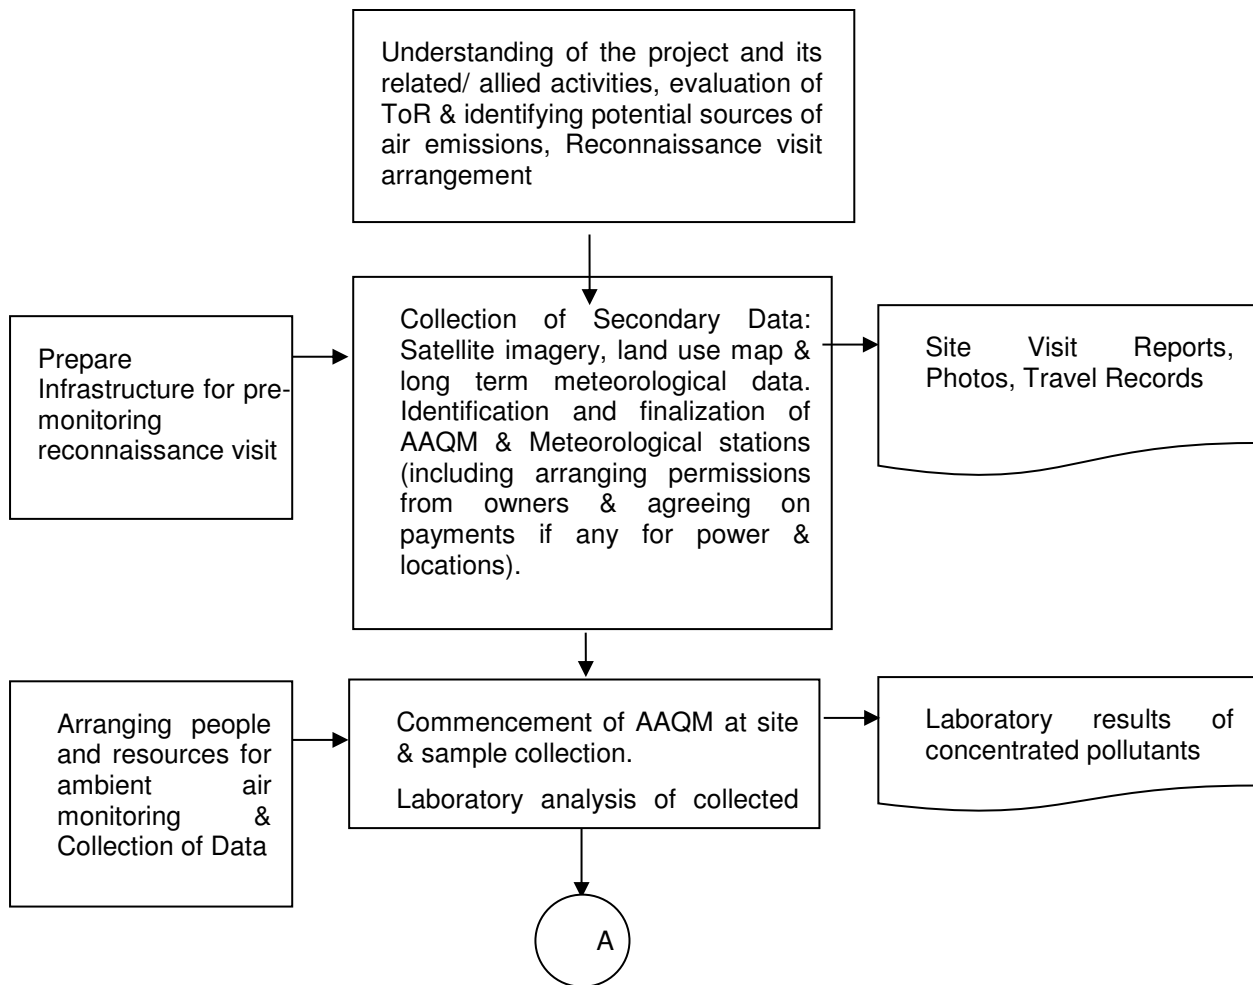 Understanding of the project and its
related/ allied activities, evaluation of
ToR & identifying potential sources of
air emissions, Reconnaissance visit
arrangement
Prepare
Infrastructure for pre-
monitoring
reconnaissance visit
Collection of Secondary Data:
Satellite imagery, land use map &
long term meteorological data.
Identification and finalization of
AAQM & Meteorological stations
(including arranging permissions
from owners & agreeing on
payments if any for power &
locations).
Site Visit Reports,
Photos, Travel Records
Arranging people
and resources for
ambient air
monitoring &
Collection of Data
Commencement of AAQM at site
& sample collection.
Laboratory analysis of collected
Laboratory results of
concentrated pollutants
A